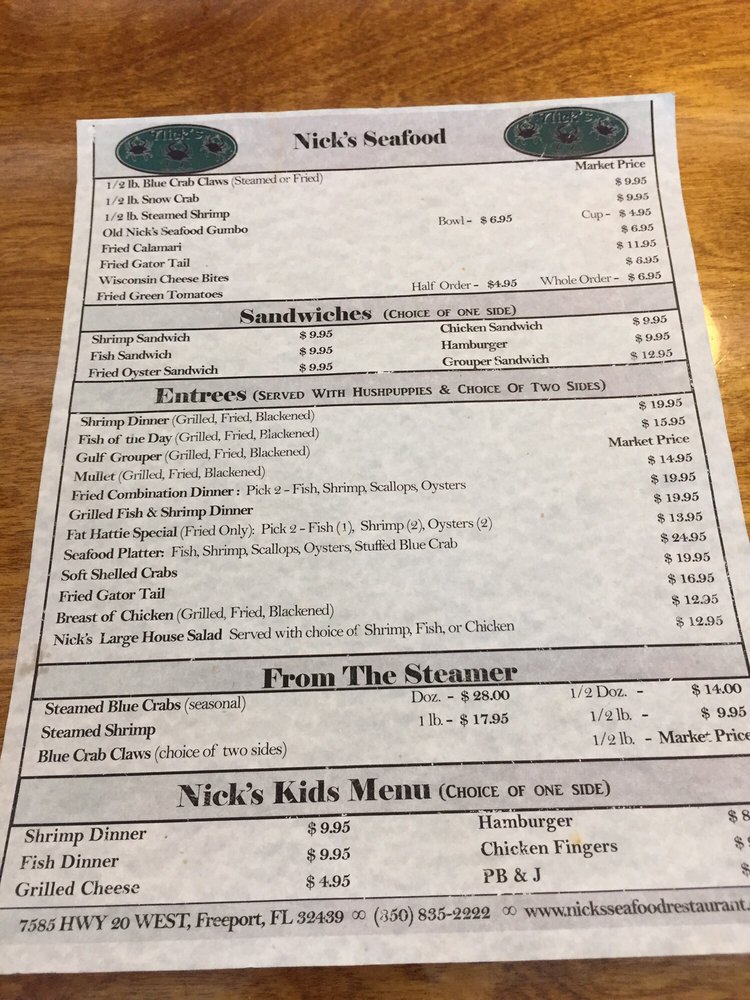 Nick's
Nick's Seafood
Nick's
1/2 lb. Blue Crab Claws (Steamed or Fried) Market Price
1/2 lb. Snow Crab $ 9.95
1/2 lb. Steamed Shrimp $ 9.95
Old Nick's Seafood Gumbo Bowl - $ 6.95 Cup - $ 4.95
Fried Calamari $ 6.95
Fried Gator Tail $ 11.95
Wisconsin Cheese Bites $ 6.95
Fried Green Tomatoes Half Order - $4.95 Whole Order - $ 6.95
Sandwiches (Choice of one side)
Shrimp Sandwich $ 9.95 Chicken Sandwich $ 9.95
Fish Sandwich $ 9.95 Hamburger $ 9.95
Fried Oyster Sandwich $ 9.95 Grouper Sandwich $ 12.95
Entrees (Served With Hushpuppies & Choice Of Two Sides)
Shrimp Dinner (Grilled, Fried, Blackened) $ 19.95
Fish of the Day (Grilled, Fried, Blackened) $ 15.95
Gulf Grouper (Grilled, Fried, Blackened) Market Price
Mullet (Grilled, Fried, Blackened) $ 14.95
Fried Combination Dinner : Pick 2 - Fish, Shrimp, Scallops, Oysters $ 19.95
Grilled Fish & Shrimp Dinner $ 19.95
Fat Hattie Special (Fried Only): Pick 2 - Fish (1), Shrimp (2), Oysters (2) $ 13.95
Seafood Platter: Fish, Shrimp, Scallops, Oysters, Stuffed Blue Crab $ 24.95
Soft Shelled Crabs $ 19.95
Fried Gator Tail $ 16.95
Breast of Chicken (Grilled, Fried, Blackened) $ 12.95
Nick's Large House Salad Served with choice of Shrimp, Fish, or Chicken $ 12.95
From The Steamer
Steamed Blue Crabs (seasonal) Doz. - $ 28.00 1/2 Doz. - $ 14.00
Steamed Shrimp 1 lb. - $ 17.95 1/2 lb. - $ 9.95
Blue Crab Claws (choice of two sides) 1/2 lb. - Market Price
Nick's Kids Menu (Choice of one side)
Shrimp Dinner $ 9.95 Hamburger $ 8
Fish Dinner $ 9.95 Chicken Fingers $
Grilled Cheese $ 4.95 PB & J $
7585 HWY 20 WEST, Freeport, FL 32439 ∞ (850) 835-2222 ∞ www.nicksseafoodrestaurant.